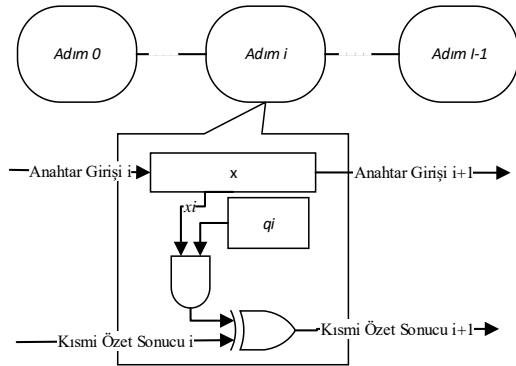 Adım 0 Adım i Adım I-1
Anahtar Girişi i x Anahtar Girişi i+1
xi
qi
Kısmi Özet Sonucu i Kısmi Özet Sonucu i+1